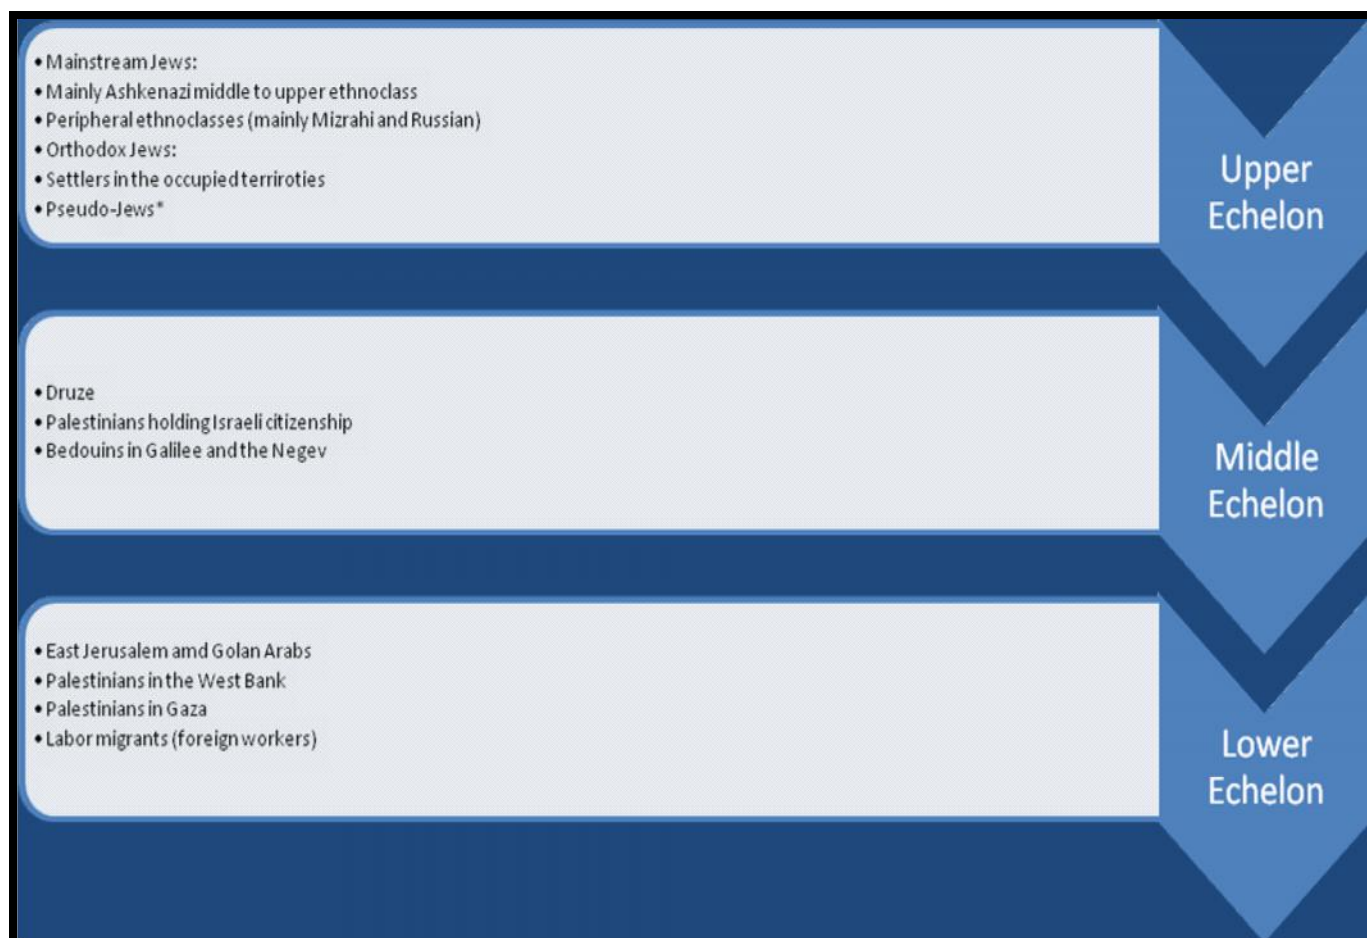 • Mainstream Jews:
• Mainly Ashkenazi middle to upper ethnoclass
• Peripheral ethnoclasses (mainly Mizrahi and Russian)
• Orthodox Jews:
• Settlers in the occupied terriroties
• Pseudo-Jews*
Upper
Echelon
• Druze
• Palestinians holding Israeli citizenship
• Bedouins in Galilee and the Negev
Middle
Echelon
• East Jerusalem amd Golan Arabs
• Palestinians in the West Bank
• Palestinians in Gaza
• Labor migrants (foreign workers)
Lower
Echelon